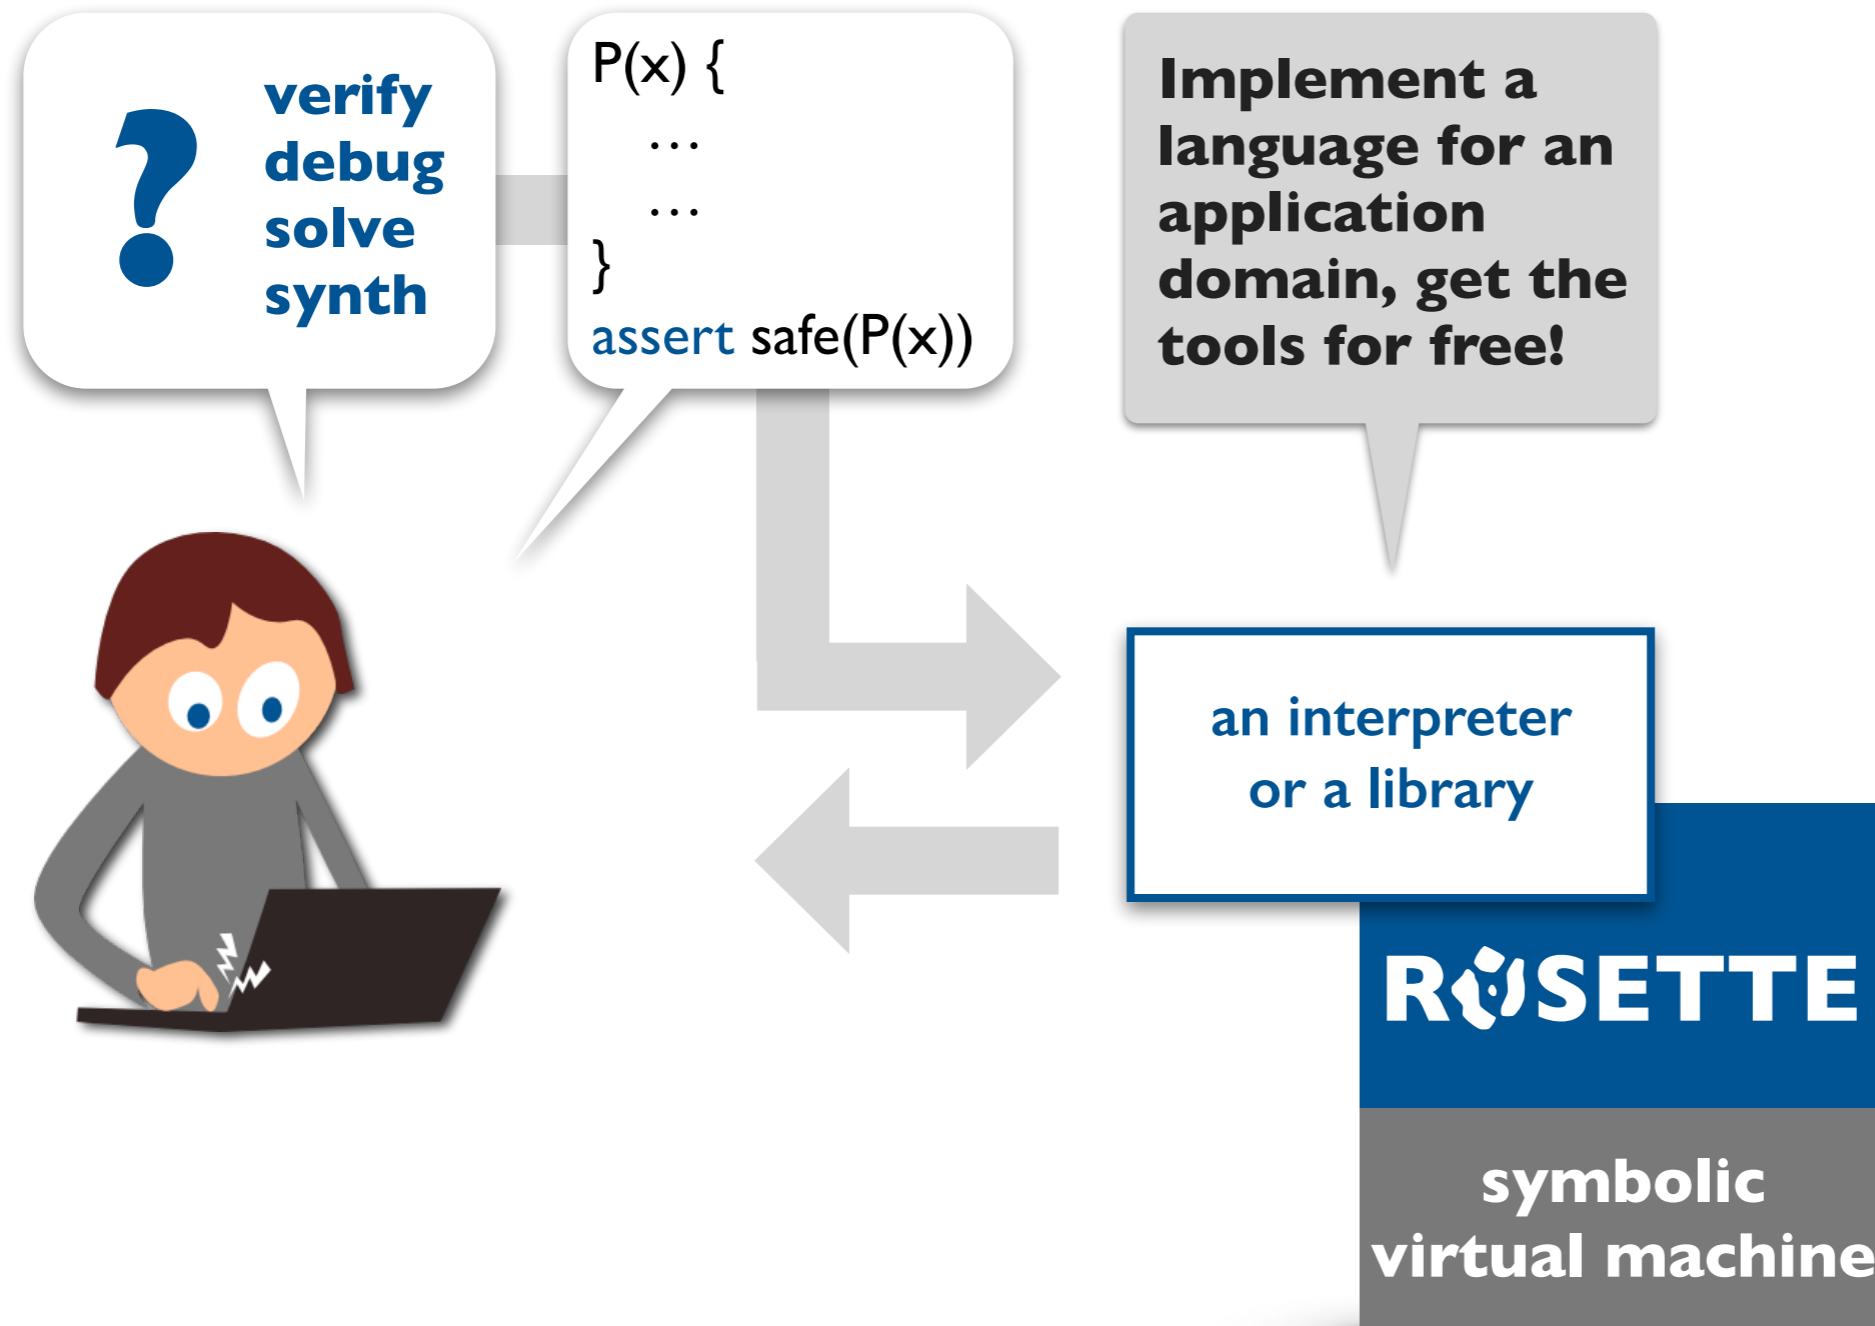 ?
verify
debug
solve
synth
P(x) {
…
…
}
assert safe(P(x))
Implement a
language for an
application
domain, get the
tools for free!
an interpreter
or a library
ROSETTE
symbolic
virtual machine